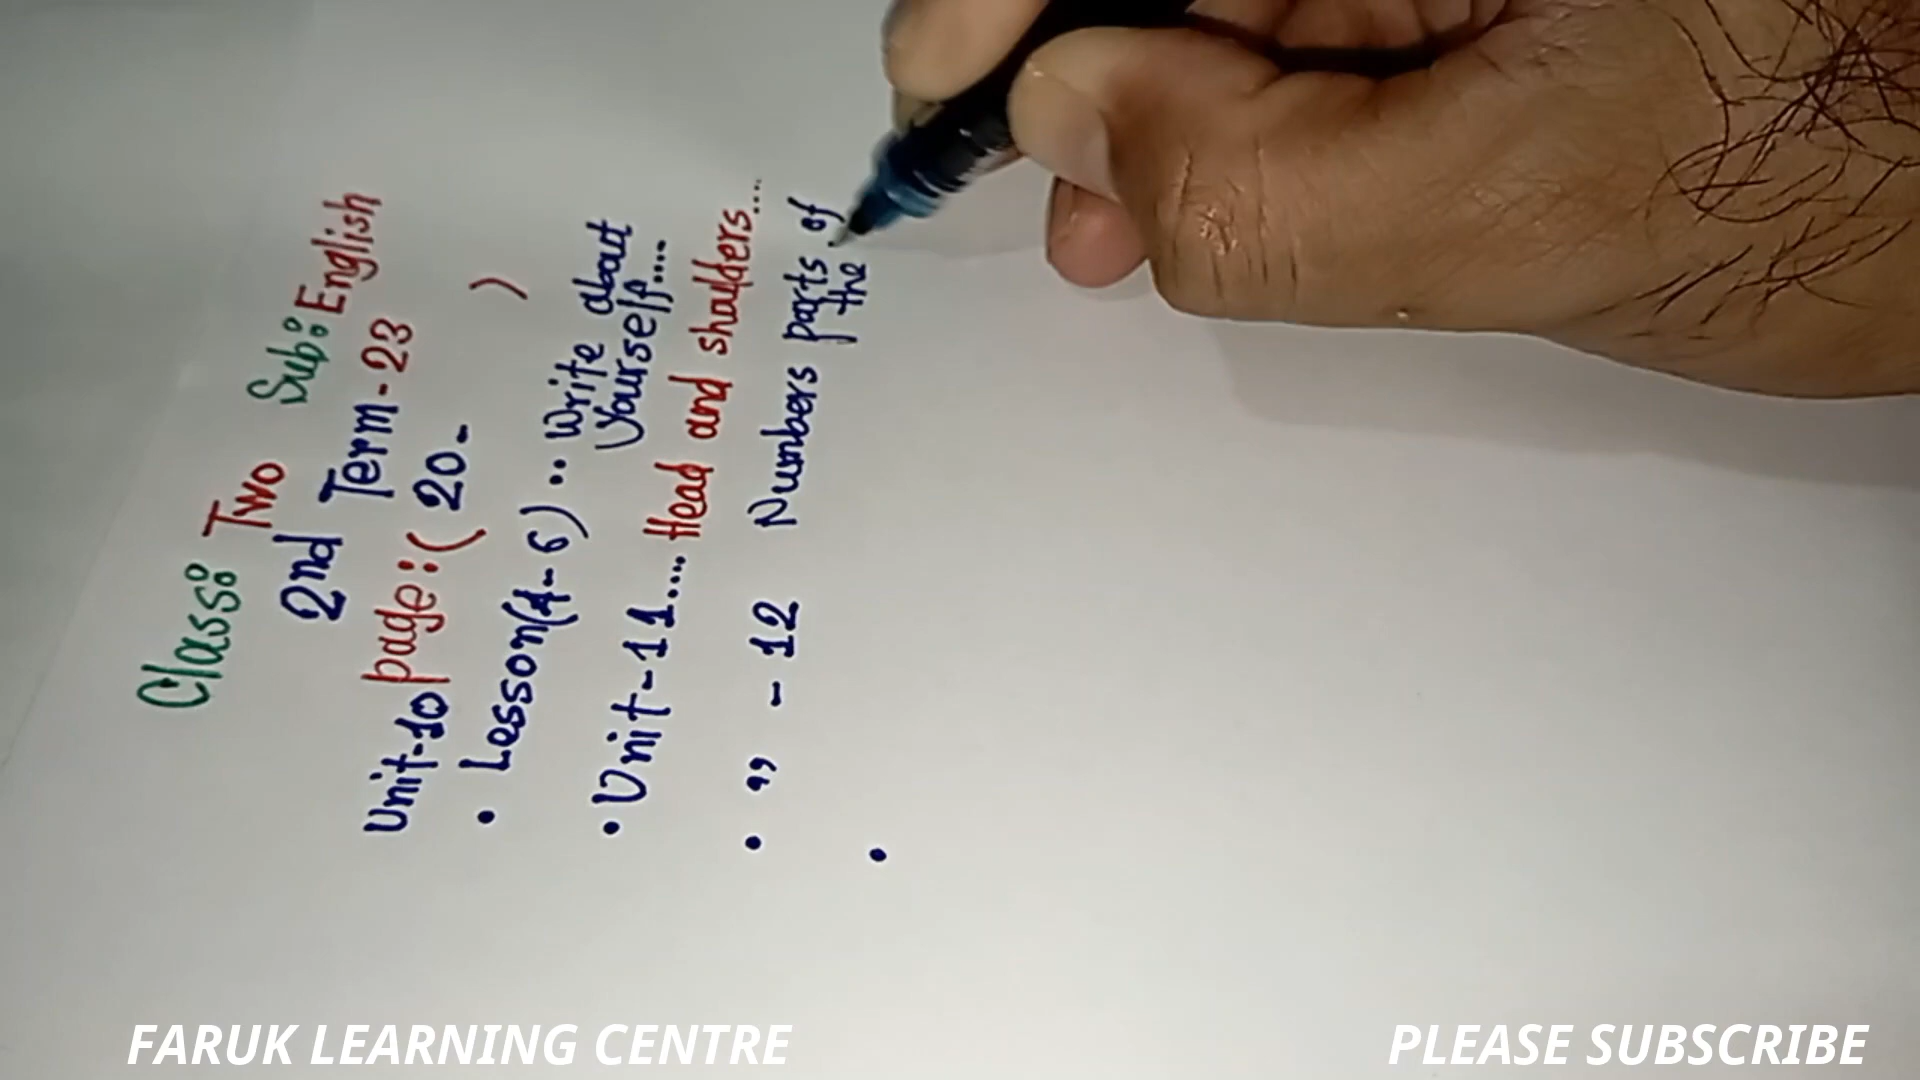 Class: Two Sub: English
2nd Term-23
Unit-10 page:( 20- )
• Lesson(4-6) .. Write about
Yourself....
• Unit-11.... Head and shoulders....
• " - 12 Numbers parts of
the
•
FARUK LEARNING CENTRE
PLEASE SUBSCRIBE